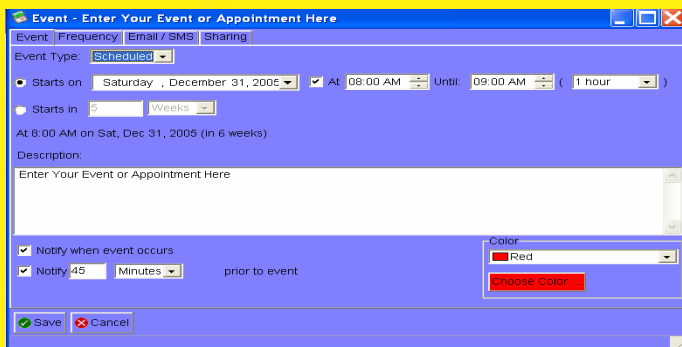 Event - Enter Your Event or Appointment Here
Event Frequency Email / SMS Sharing
Event Type: Scheduled
Starts on Saturday , December 31, 2005 At 08:00 AM Until: 09:00 AM ( 1 hour )
Starts in 5 Weeks
At 8:00 AM on Sat, Dec 31, 2005 (in 6 weeks)
Description:
Enter Your Event or Appointment Here
Notify when event occurs
Notify 45 Minutes prior to event
Color
Red
Choose Color ...
Save Cancel